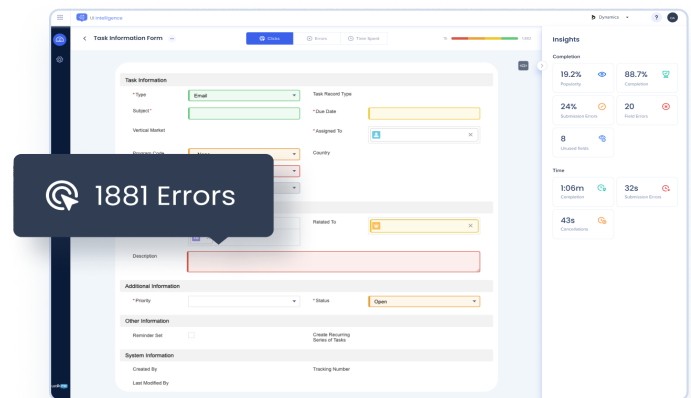 UI Intelligence
Dynamics
?
Task Information Form
Clicks
Errors
Time Spent
Insights
Completion
19.2%
Propensity
88.7%
Completion
24%
Submission Errors
20
Field Errors
8
Unused fields
Time
1:06m
Completion
32s
Submission Errors
43s
Cancellations
Task Information
* Type
Email
Task Record Type
Subject *
* Due Date
Vertical Market
* Assigned To
Program Code
None
Country
1881 Errors
Related To
Description
Additional Information
* Priority
* Status
Open
Other Information
Reminder Set
Create Recurring
Series of Tasks
System Information
Created By
Tracking Number
Last Modified By